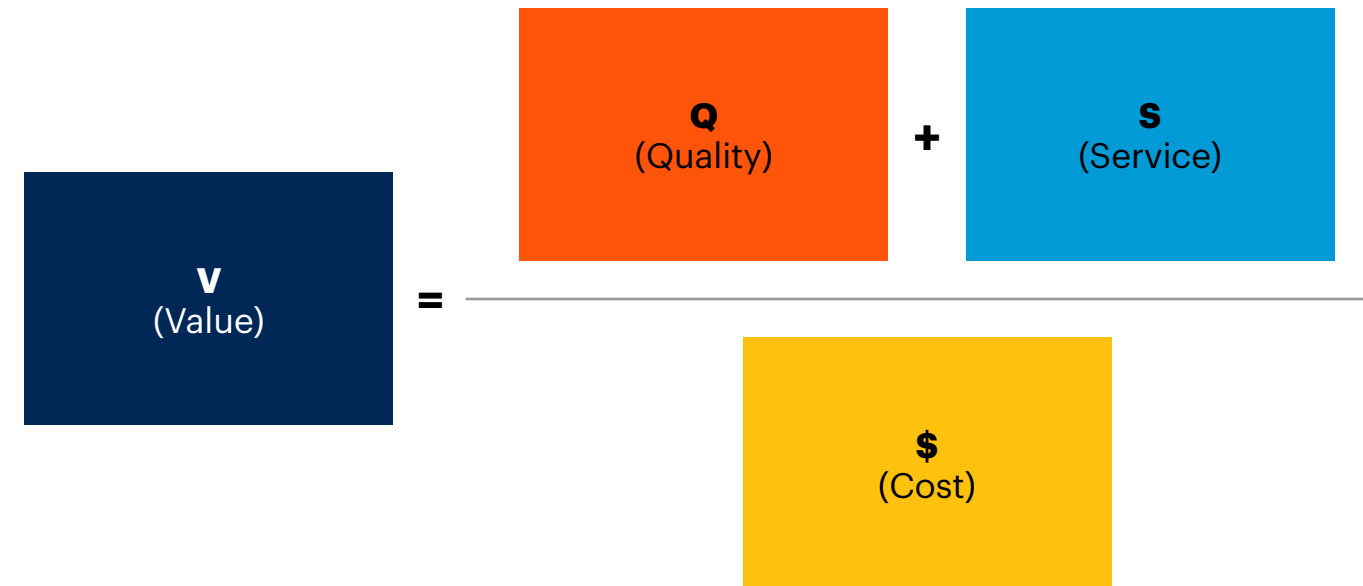 V
(Value)
=
Q
(Quality)
+
S
(Service)
$
(Cost)